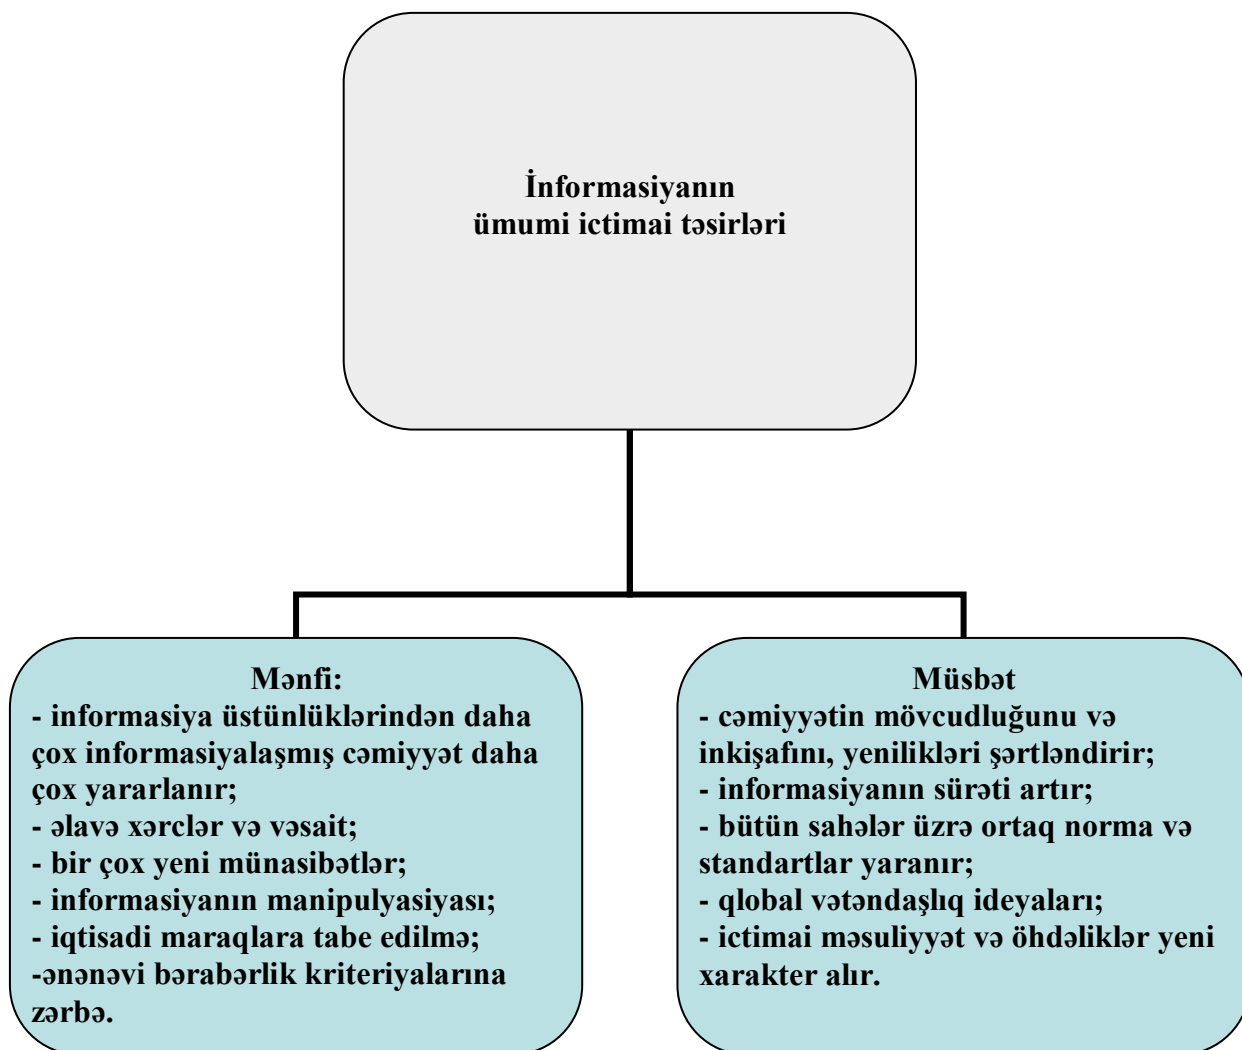 İnformasiyanın
ümumi ictimai təsirləri
Mənfi:
- informasiya üstünlüklərindən daha
çox informasiyalaşmış cəmiyyət daha
çox yararlanır;
- əlavə xərclər və vəsait;
- bir çox yeni münasibətlər;
- informasiyanın manipulyasiyası;
- iqtisadi maraqlara tabe edilmə;
-ənənəvi bərabərlik kriteriyalarına
zərbə.
Müsbət
- cəmiyyətin mövcudluğunu və
inkişafını, yenilikləri şərtləndirir;
- informasiyanın sürəti artır;
- bütün sahələr üzrə ortaq norma və
standartlar yaranır;
- qlobal vətəndaşlıq ideyaları;
- ictimai məsuliyyət və öhdəliklər yeni
xarakter alır.